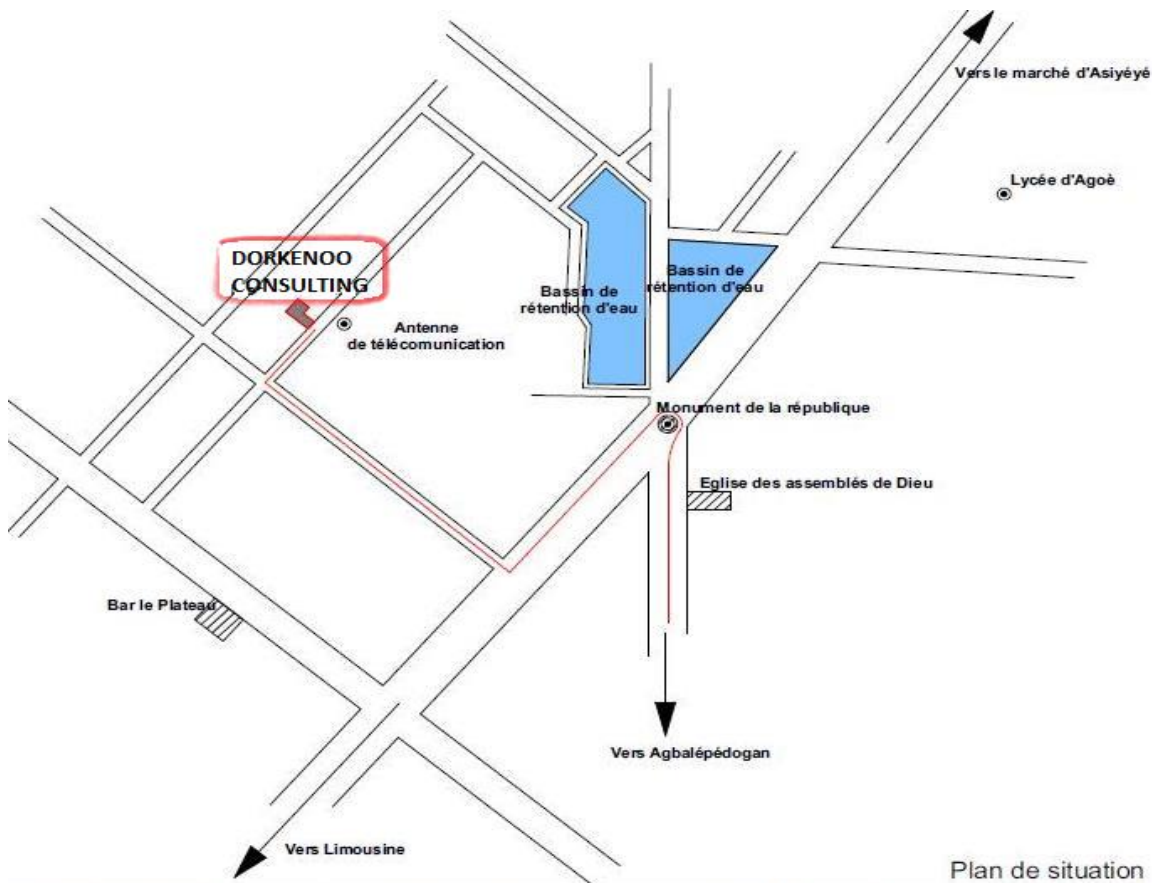 Vers le marché d'Asiyéyé
Lycée d'Agoè
DORKENOO
CONSULTING
Bassin de
rétention d'eau
Bassin de
rétention d'eau
Antenne
de télécomunication
Monument de la république
Eglise des assemblés de Dieu
Bar le Plateau
Vers Agbalépédogan
Vers Limousine
Plan de situation